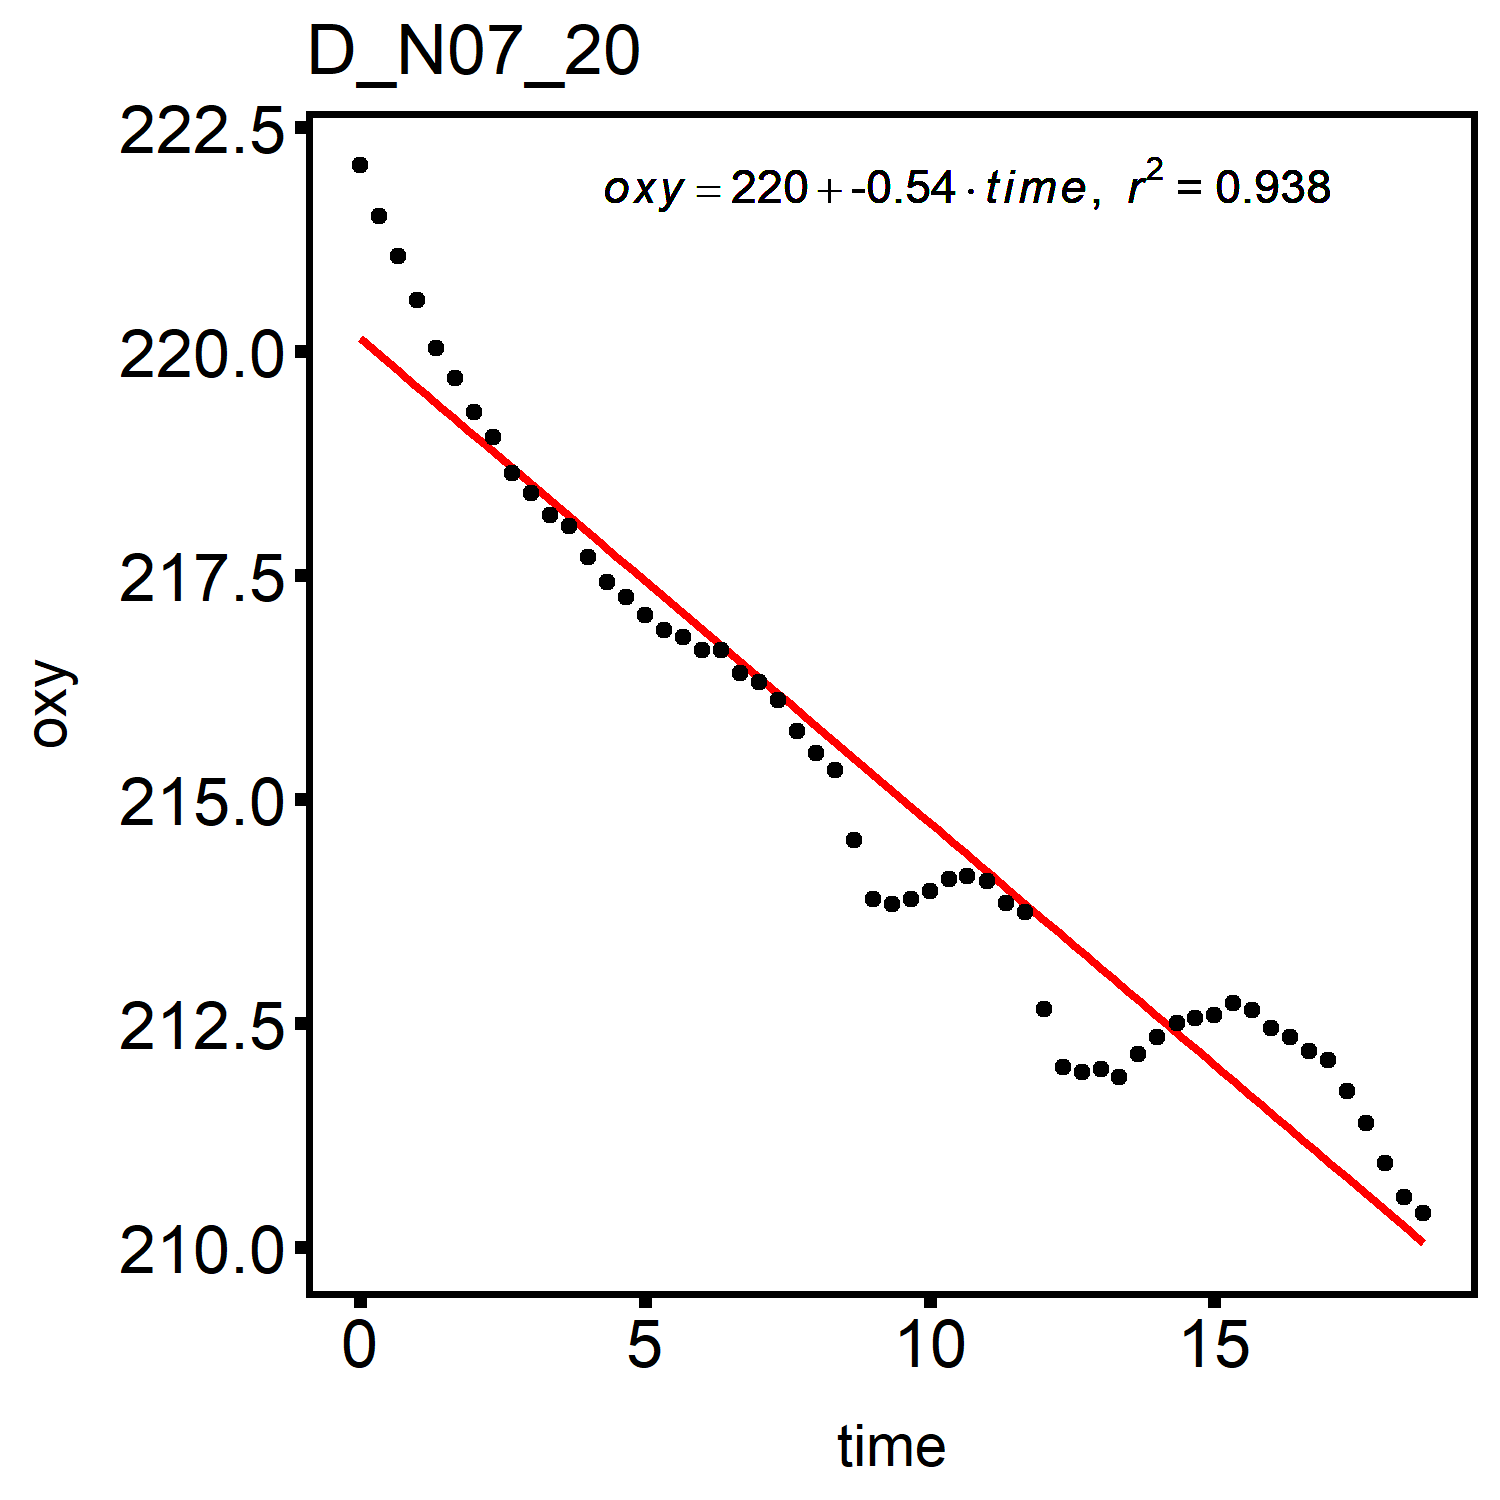 D_N07_20
oxy = 220 + -0.54 · time, r² = 0.938
222.5
220.0
217.5
215.0
212.5
210.0
oxy
0 5 10 15
time